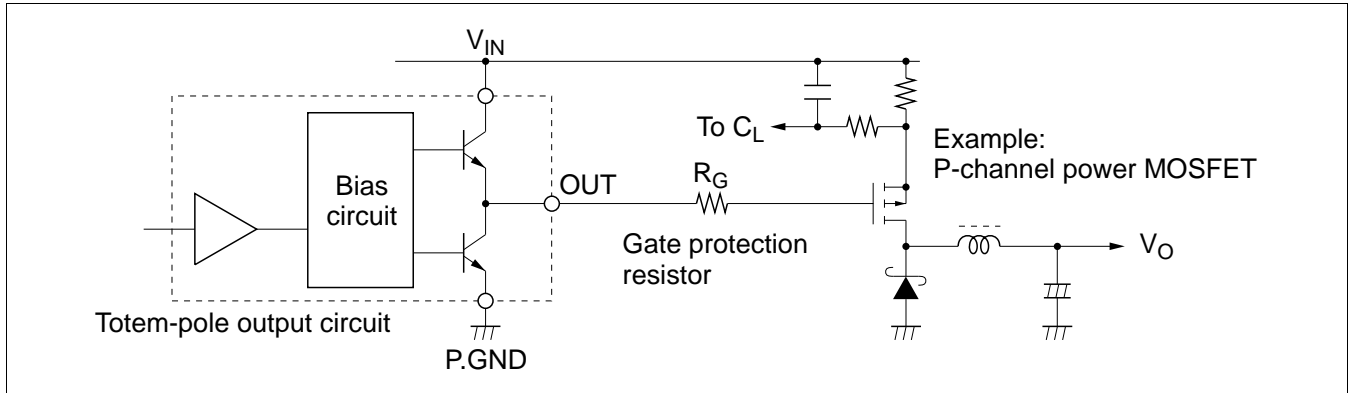 V_IN
To C_L
Example:
P-channel power MOSFET
Bias
circuit
OUT
R_G
Gate protection
resistor
V_O
Totem-pole output circuit
P.GND